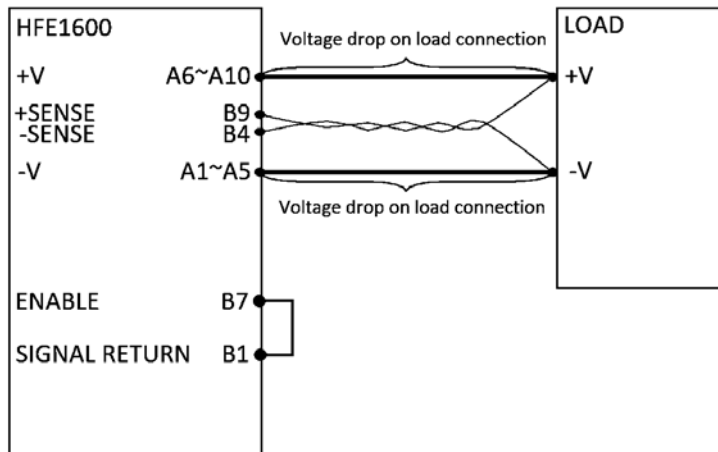 HFE1600
LOAD
Voltage drop on load connection
+V A6~A10 +V
+SENSE B9
-SENSE B4
-V A1~A5 -V
Voltage drop on load connection
ENABLE B7
SIGNAL RETURN B1